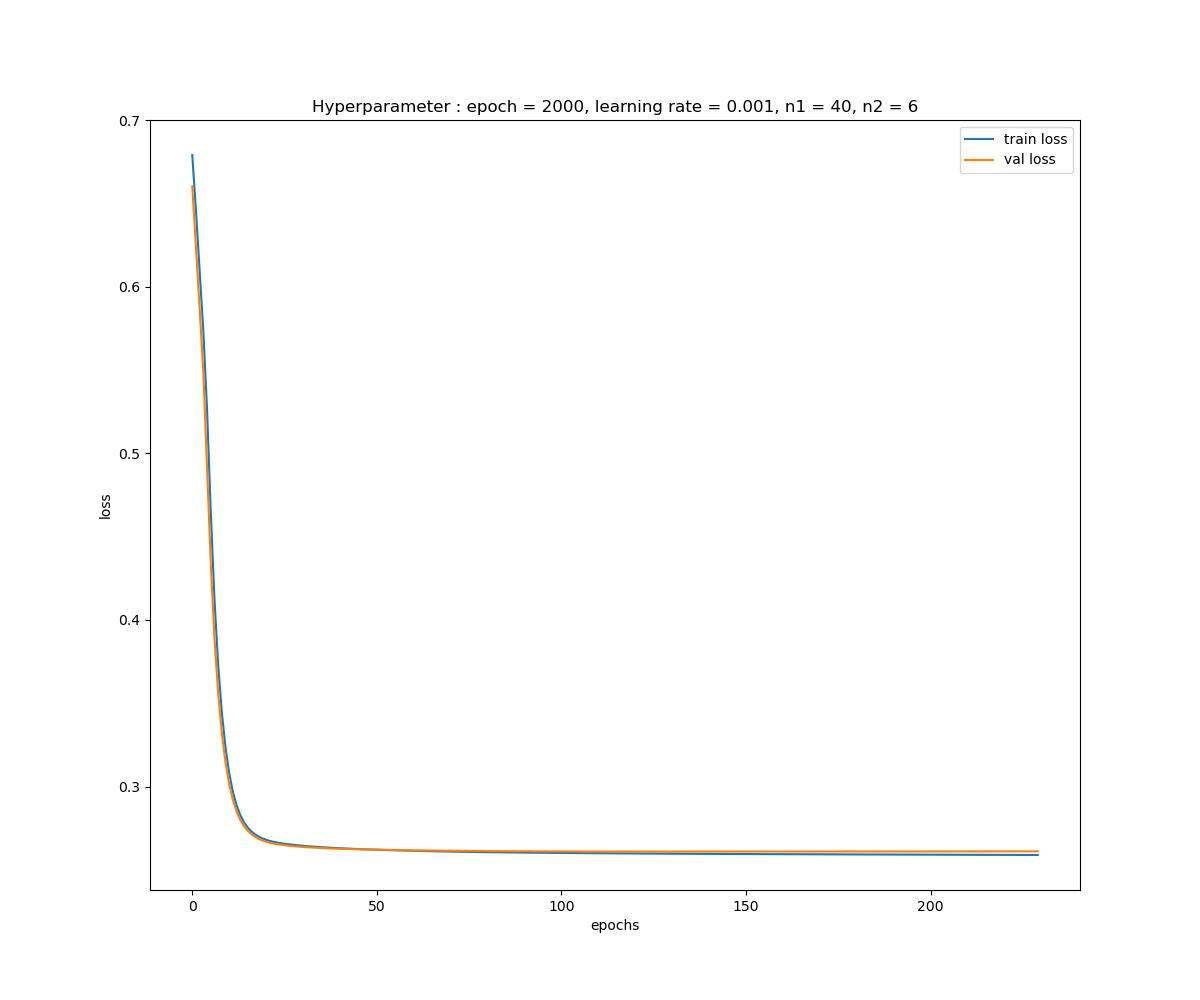 Hyperparameter : epoch = 2000, learning rate = 0.001, n1 = 40, n2 = 6
train loss
val loss
0.7
0.6
0.5
0.4
0.3
loss
0 50 100 150 200
epochs